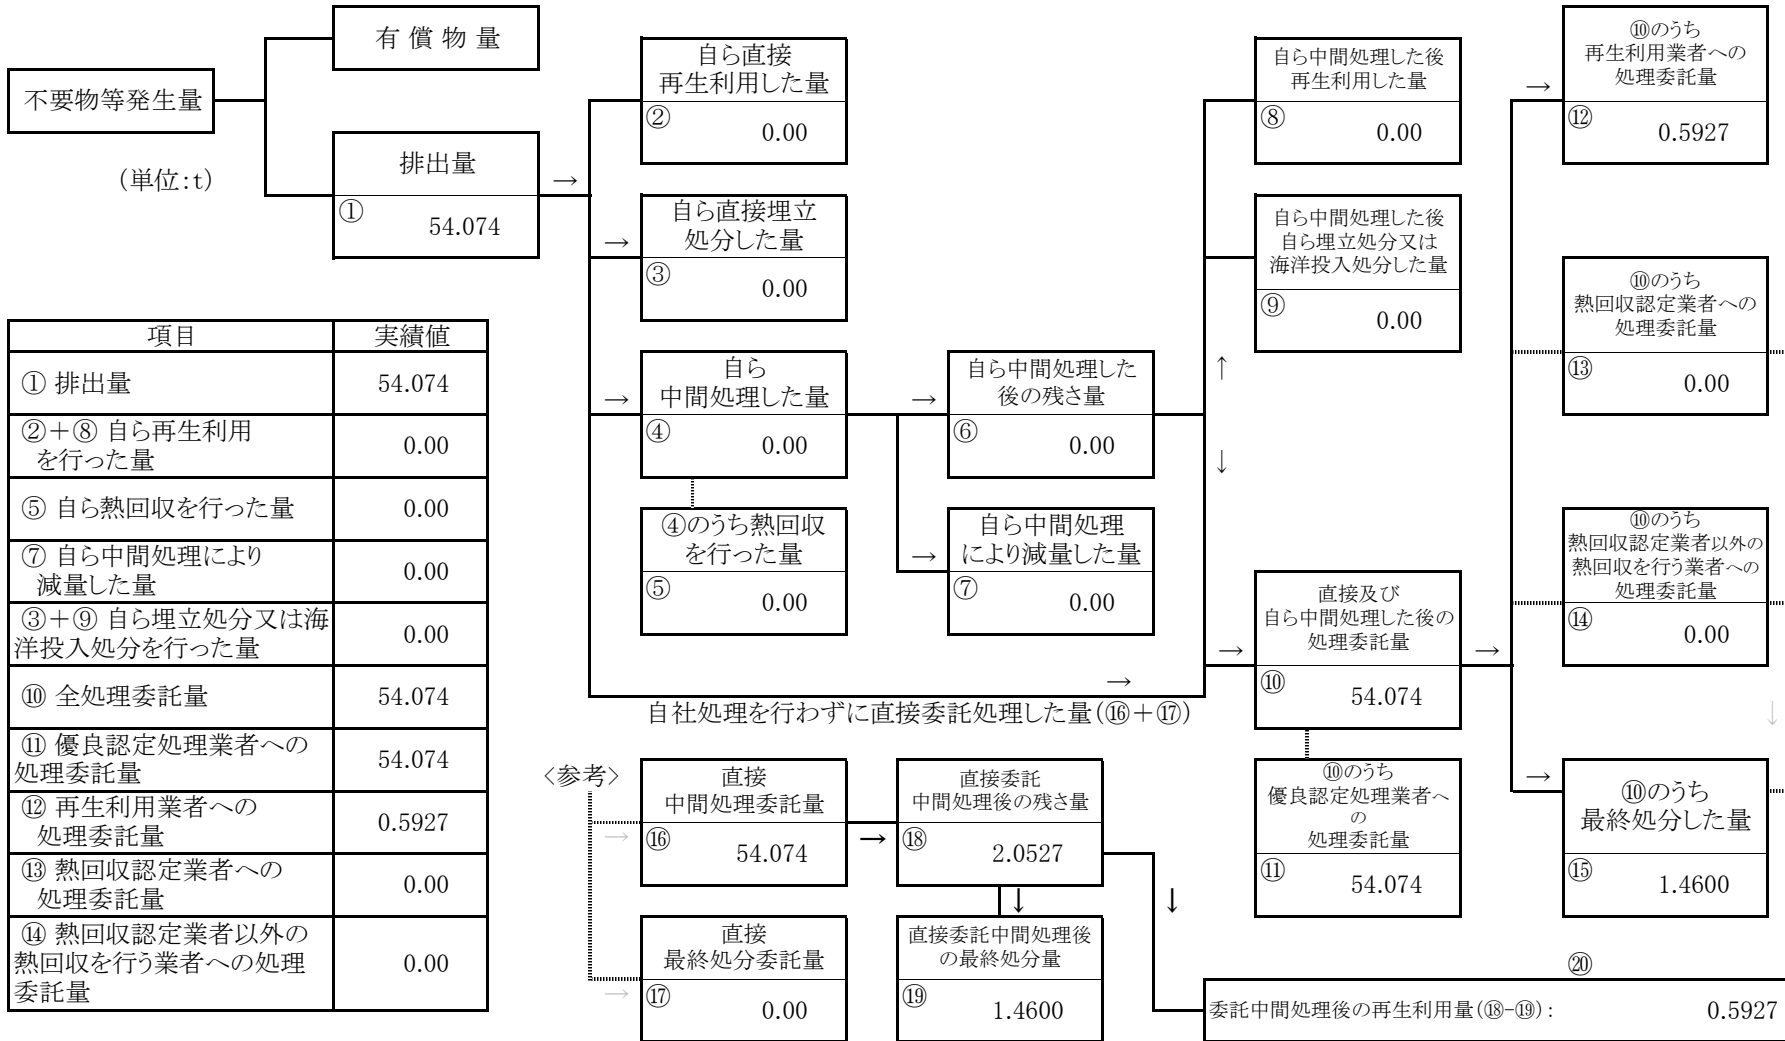 有 償 物 量
不要物等発生量
(単位:t)
排出量
①
54.074
→
自ら直接
再生利用した量
②
0.00
→
自ら直接埋立
処分した量
③
0.00
→
自ら
中間処理した量
④
0.00
④のうち熱回収
を行った量
⑤
0.00
→
自ら中間処理した
後の残さ量
⑥
0.00
→
自ら中間処理
により減量した量
⑦
0.00
↑
↓
自ら中間処理した後
再生利用した量
⑧
0.00
自ら中間処理した後
自ら埋立処分又は
海洋投入処分した量
⑨
0.00
→
自社処理を行わずに直接委託処理した量(⑯+⑰)
→
直接及び
自ら中間処理した後の
処理委託量
⑩
54.074
⑩のうち
優良認定処理業者へ
の
処理委託量
⑪
54.074
→
→
⑩のうち
再生利用業者への
処理委託量
⑫
0.5927
⑩のうち
熱回収認定業者への
処理委託量
⑬
0.00
⑩のうち
熱回収認定業者以外の
熱回収を行う業者への
処理委託量
⑭
0.00
↓
→
⑩のうち
最終処分した量
⑮
1.4600
項目 実績値
① 排出量 54.074
②+⑧ 自ら再生利用
を行った量 0.00
⑤ 自ら熱回収を行った量 0.00
⑦ 自ら中間処理により
減量した量 0.00
③+⑨ 自ら埋立処分又は海
洋投入処分を行った量 0.00
⑩ 全処理委託量 54.074
⑪ 優良認定処理業者への
処理委託量 54.074
⑫ 再生利用業者への
処理委託量 0.5927
⑬ 熱回収認定業者への
処理委託量 0.00
⑭ 熱回収認定業者以外の
熱回収を行う業者への処理
委託量 0.00
〈参考〉
→
直接
中間処理委託量
⑯
54.074
→
直接委託
中間処理後の残さ量
⑱
2.0527
→
直接
最終処分委託量
⑰
0.00
↓
直接委託中間処理後
の最終処分量
⑲
1.4600
↓
⑳
委託中間処理後の再生利用量(⑱-⑲): 0.5927